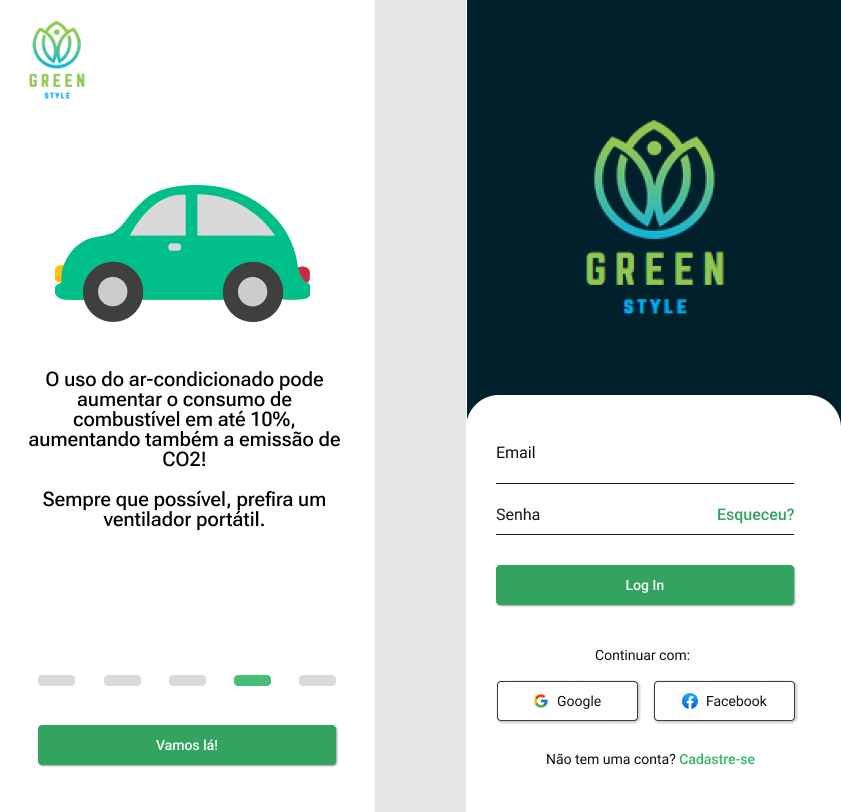 GREEN
STYLE
O uso do ar-condicionado pode
aumentar o consumo de
combustível em até 10%,
aumentando também a emissão de
CO2!
Sempre que possível, prefira um
ventilador portátil.
Vamos lá!
GREEN
STYLE
Email
Senha
Esqueceu?
Log In
Continuar com:
Google
Facebook
Não tem uma conta? Cadastre-se